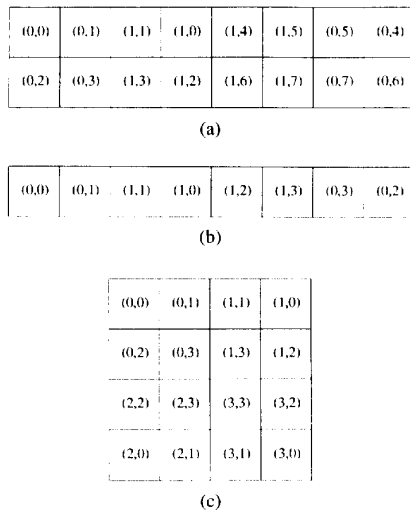 (0,0) (0,1) (1,1) (1,0) (1,4) (1,5) (0,5) (0,4)
(0,2) (0,3) (1,3) (1,2) (1,6) (1,7) (0,7) (0,6)
(a)
(0,0) (0,1) (1,1) (1,0) (1,2) (1,3) (0,3) (0,2)
(b)
(0,0) (0,1) (1,1) (1,0)
(0,2) (0,3) (1,3) (1,2)
(2,2) (2,3) (3,3) (3,2)
(2,0) (2,1) (3,1) (3,0)
(c)